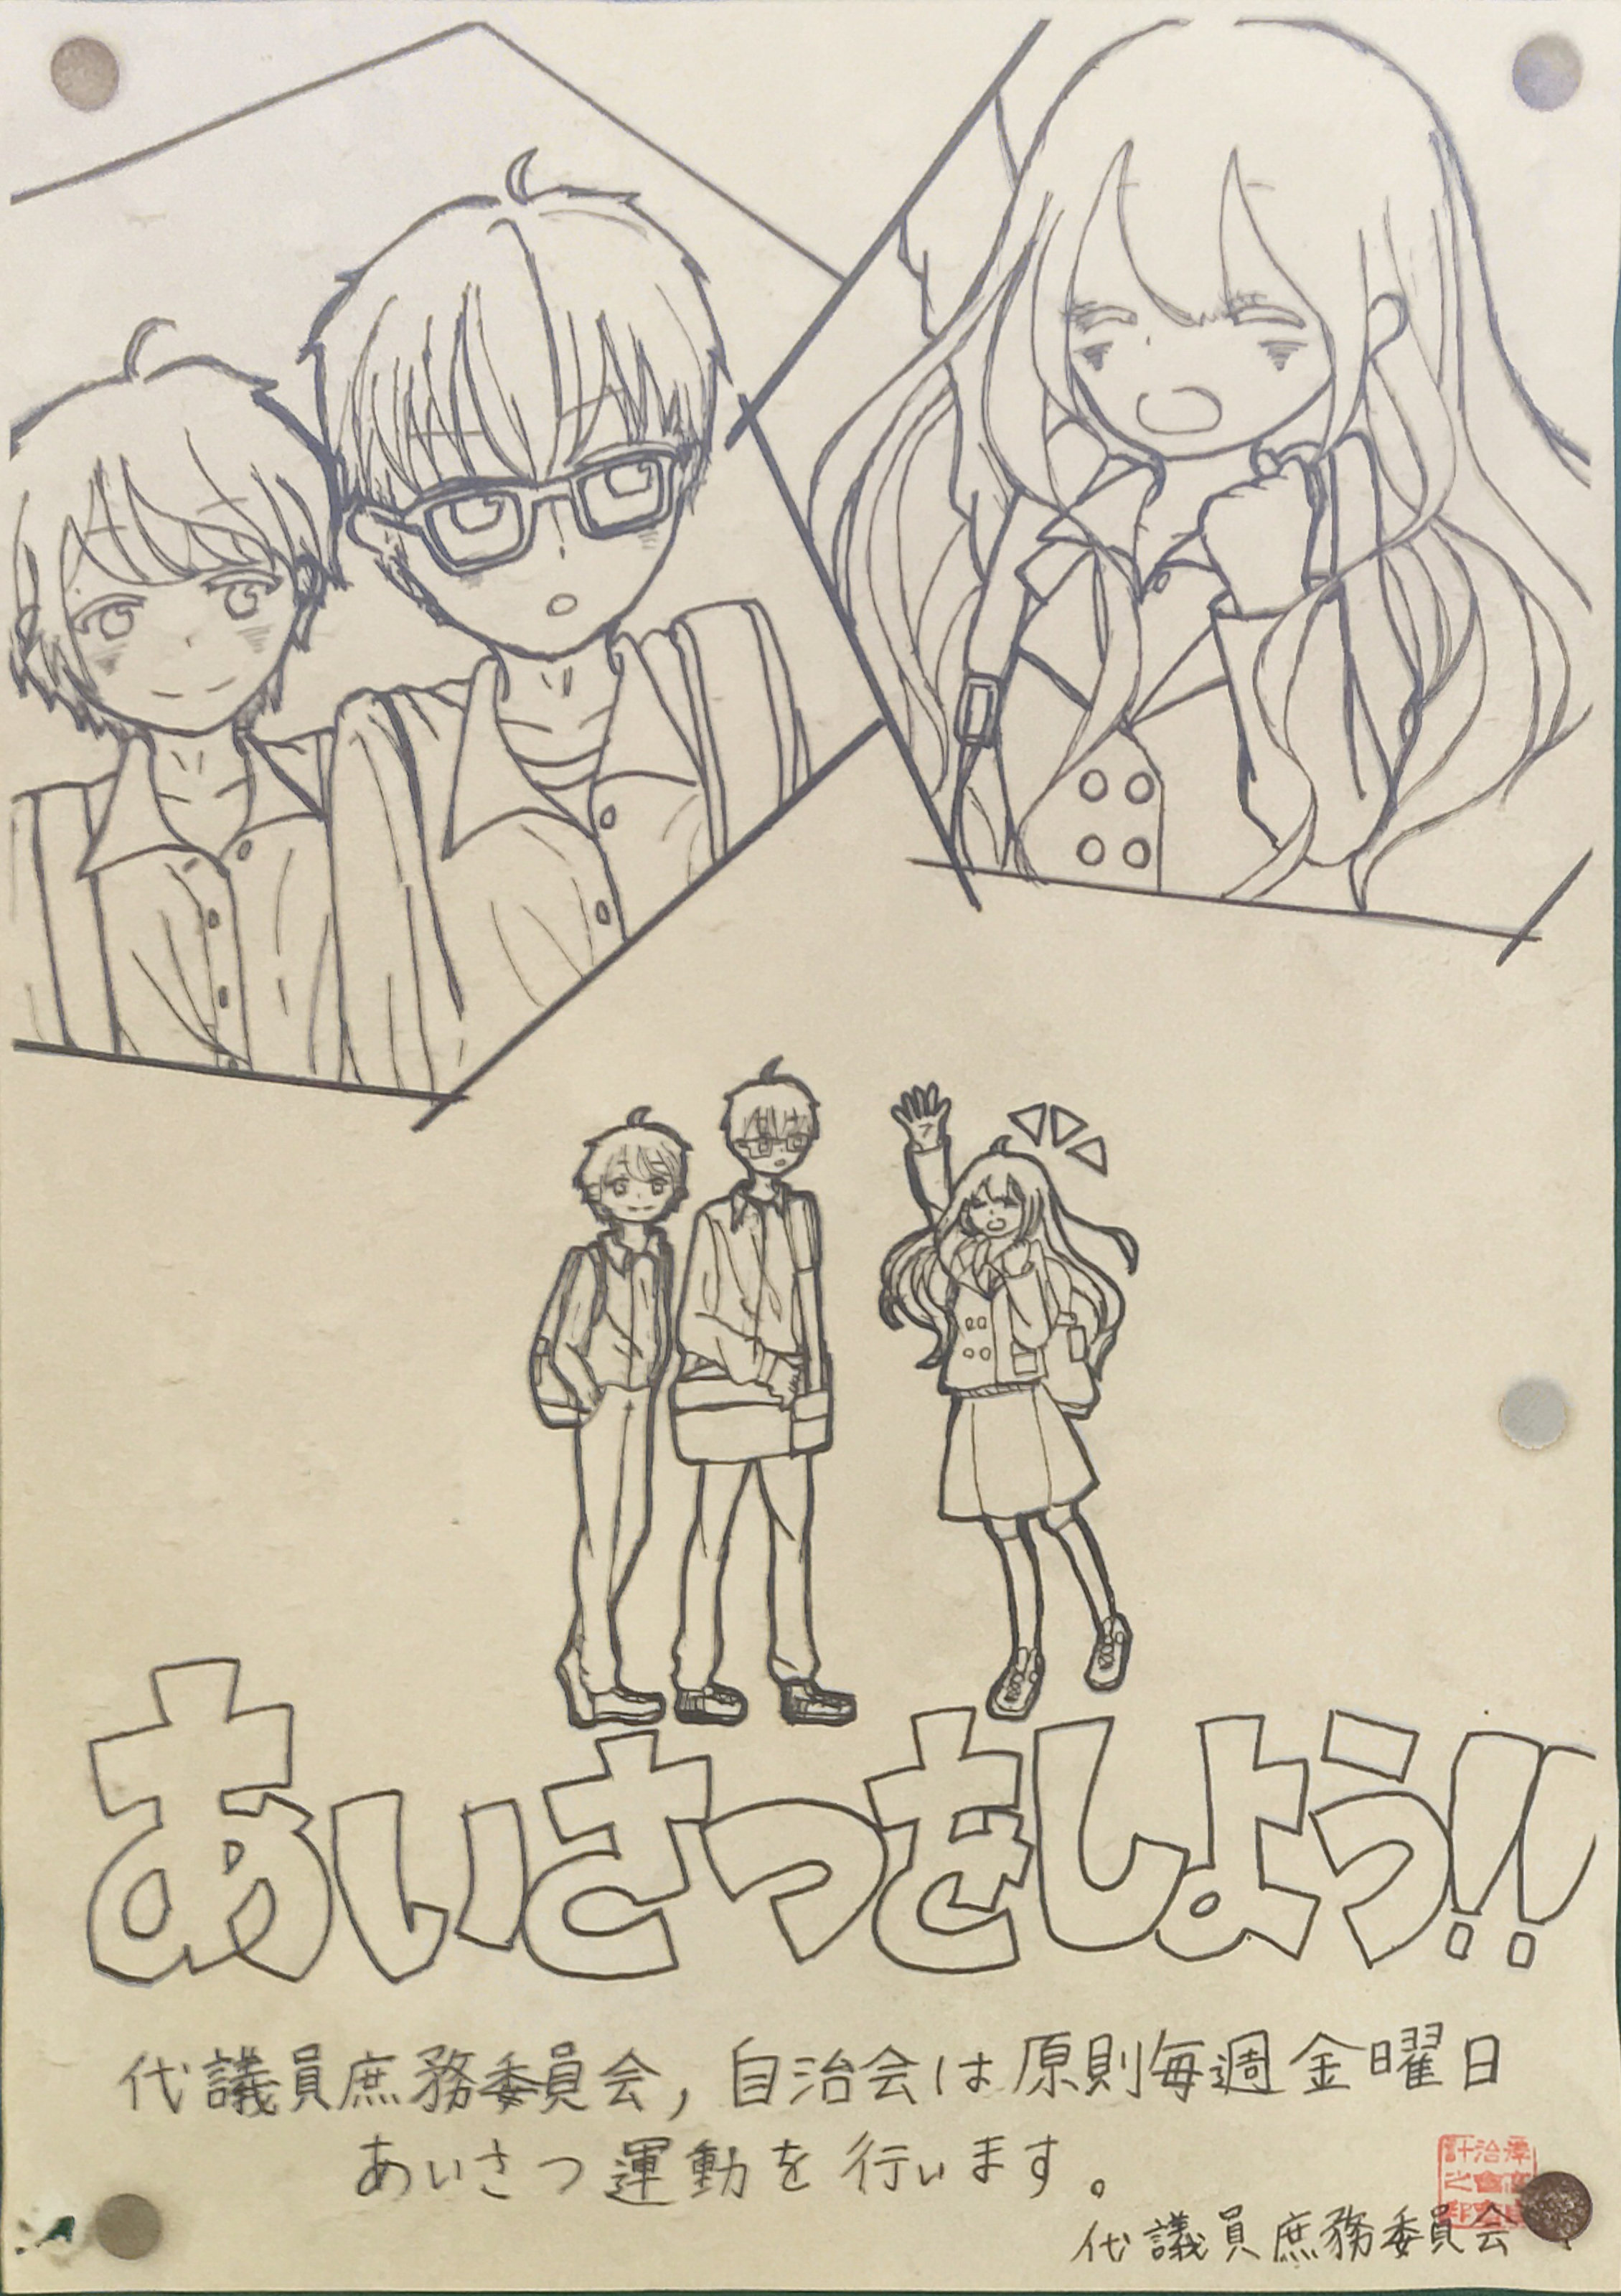 あいさつをしよう!!
代議員庶務委員会,自治会は原則毎週金曜日
あいさつ運動を行います。
代議員庶務委員会